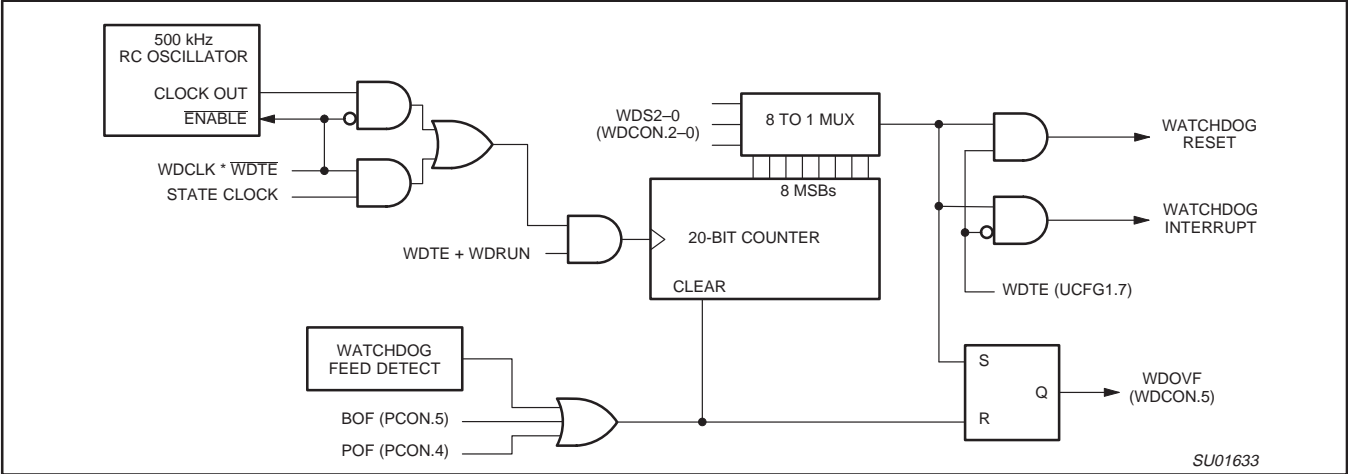 500 kHz
RC OSCILLATOR
CLOCK OUT
ENABLE
WDCLK * WDTE
STATE CLOCK
WDTE + WDRUN
WDS2–0
(WDCON.2–0)
8 TO 1 MUX
8 MSBs
20-BIT COUNTER
CLEAR
WATCHDOG
RESET
WATCHDOG
INTERRUPT
WDTE (UCFG1.7)
WATCHDOG
FEED DETECT
BOF (PCON.5)
POF (PCON.4)
S
Q
R
WDOVF
(WDCON.5)
SU01633